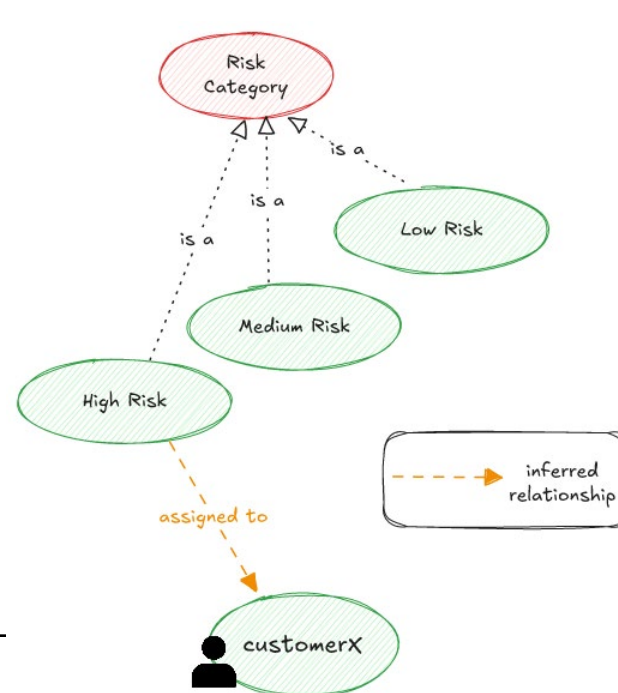 Risk
Category
is a
is a
is a
Low Risk
Medium Risk
High Risk
inferred
relationship
assigned to
customerX